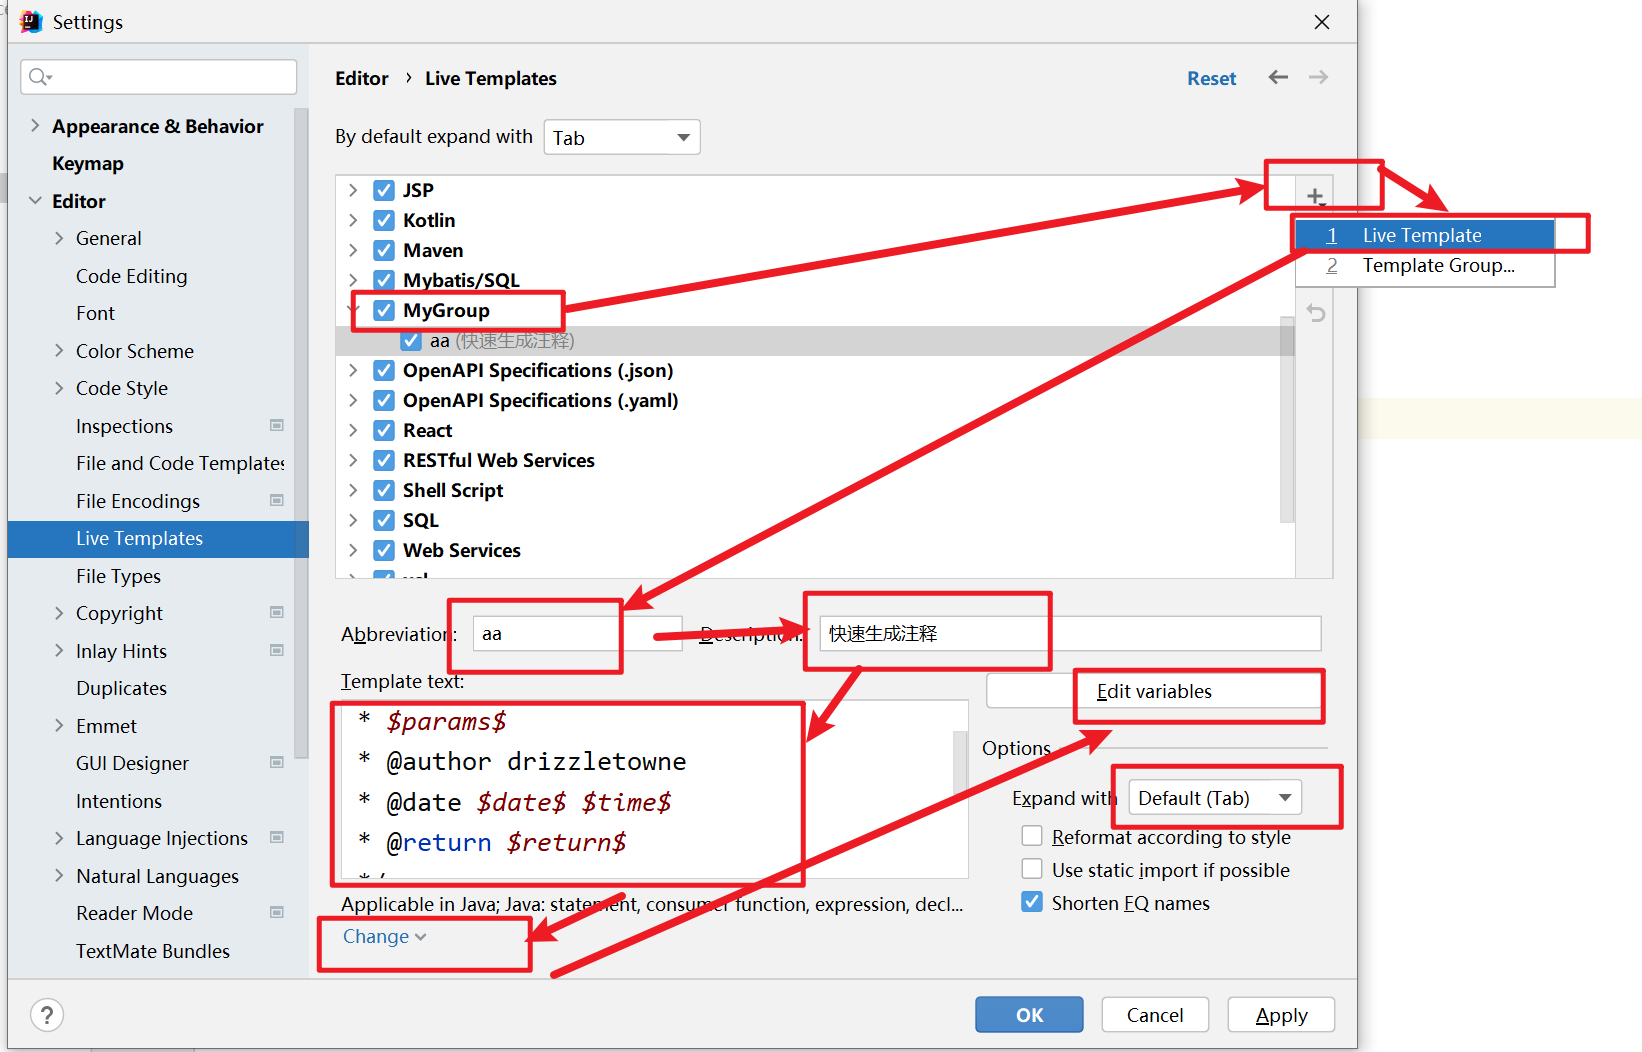 Settings
Editor › Live Templates
Reset
By default expand with
Tab
Appearance & Behavior
Keymap
Editor
General
Code Editing
Font
Color Scheme
Code Style
Inspections
File and Code Templates
File Encodings
Live Templates
File Types
Copyright
Inlay Hints
Duplicates
Emmet
GUI Designer
Intentions
Language Injections
Natural Languages
Reader Mode
TextMate Bundles
JSP
Kotlin
Maven
Mybatis/SQL
MyGroup
aa (快速生成注释)
OpenAPI Specifications (.json)
OpenAPI Specifications (.yaml)
React
RESTful Web Services
Shell Script
SQL
Web Services
1 Live Template
2 Template Group...
Abbreviation:
aa
Description:
快速生成注释
Template text:
* $params$
* @author drizzletowne
* @date $date$ $time$
* @return $return$
*/
Edit variables
Options
Expand with
Default (Tab)
Reformat according to style
Use static import if possible
Shorten FQ names
Applicable in Java; Java: statement, consumer function, expression, decl...
Change
?
OK
Cancel
Apply